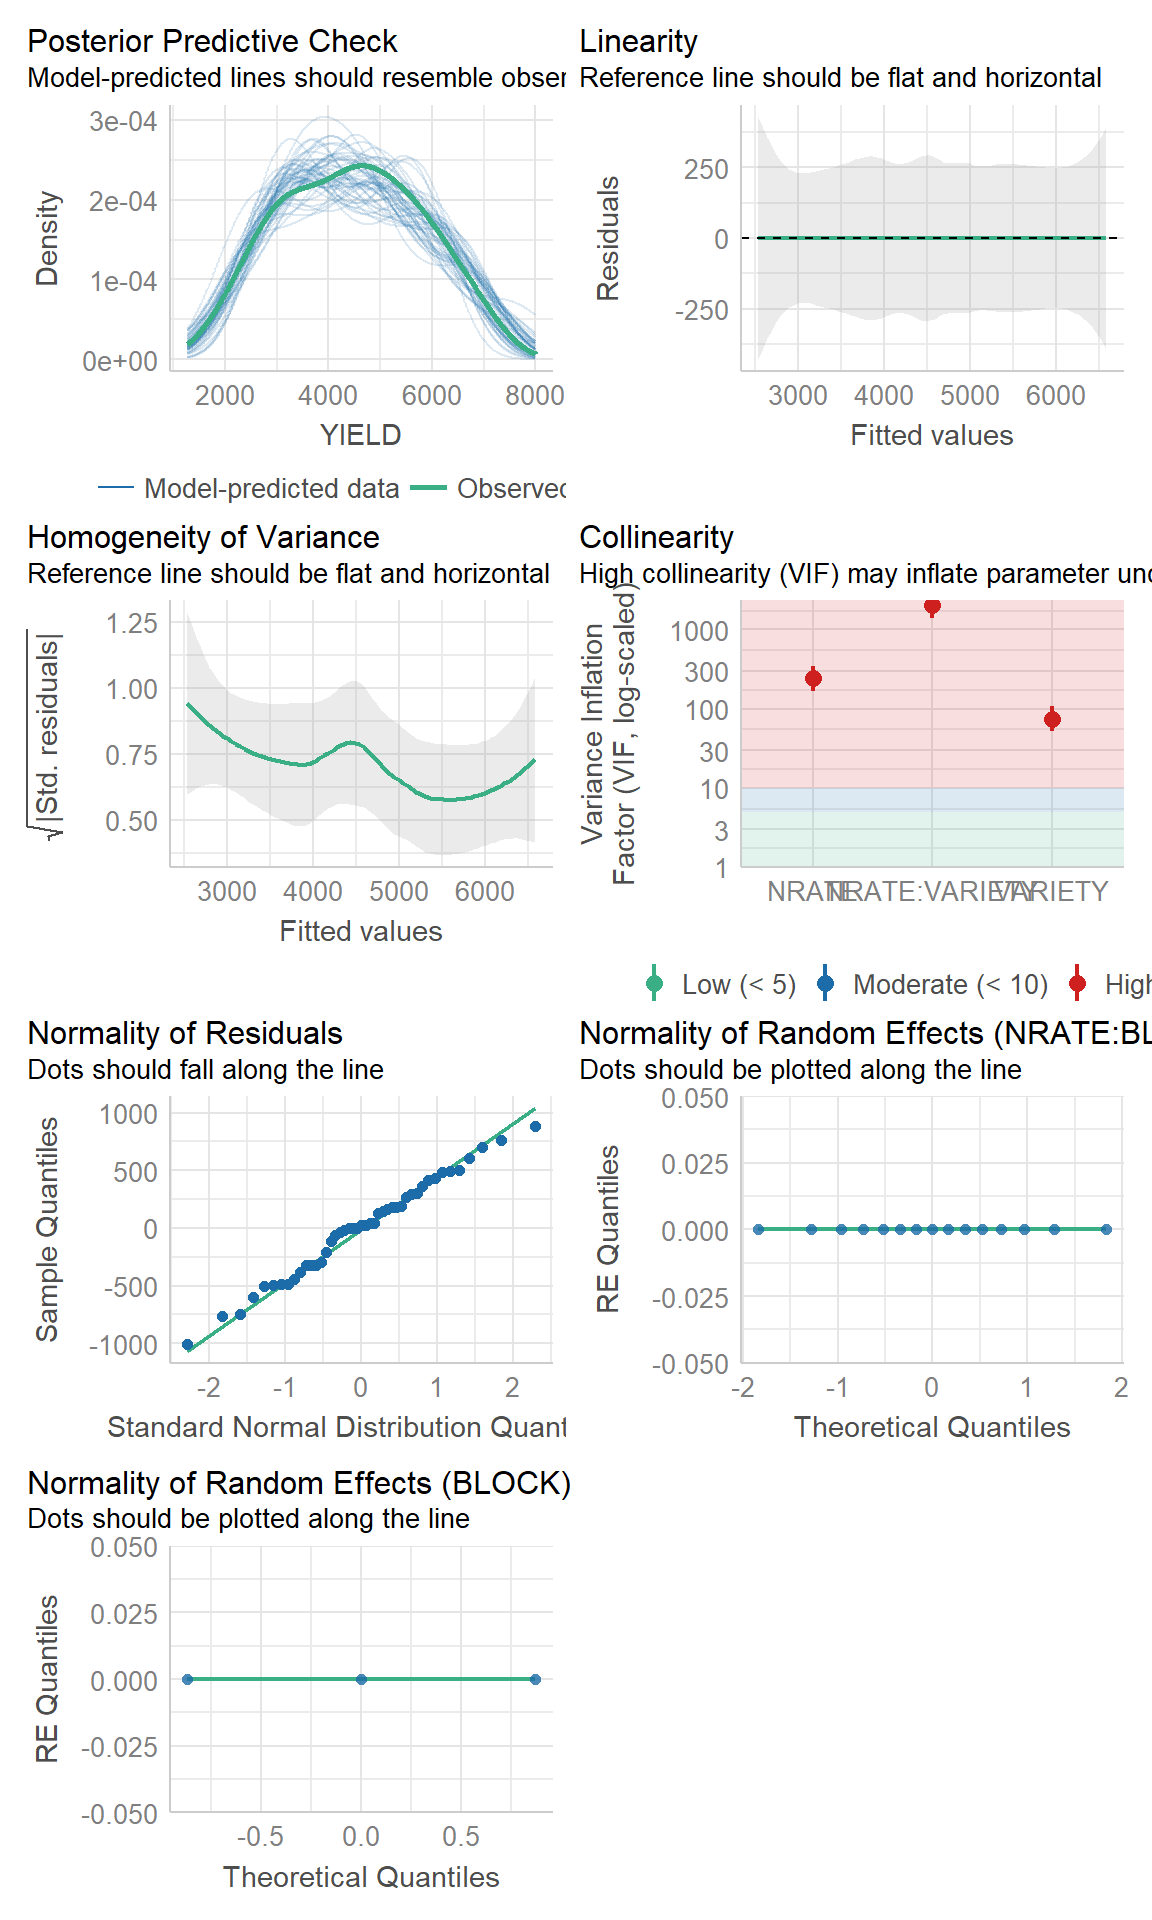 Posterior Predictive Check
Model-predicted lines should resemble obser
3e-04
2e-04
1e-04
0e+00
Density
2000 4000 6000 8000
YIELD
Model-predicted data Observed
Linearity
Reference line should be flat and horizontal
250
0
-250
Residuals
3000 4000 5000 6000
Fitted values
Homogeneity of Variance
Reference line should be flat and horizontal
1.25
1.00
0.75
0.50
√|Std. residuals|
3000 4000 5000 6000
Fitted values
Collinearity
High collinearity (VIF) may inflate parameter unc
Variance Inflation
Factor (VIF, log-scaled)
1000
300
100
30
10
3
1
NRATE NRATE:VARIETY VARIETY
Low (< 5) Moderate (< 10) High
Normality of Residuals
Dots should fall along the line
1000
500
0
-500
-1000
Sample Quantiles
-2 -1 0 1 2
Standard Normal Distribution Quant
Normality of Random Effects (NRATE:BL
Dots should be plotted along the line
0.050
0.025
0.000
-0.025
-0.050
RE Quantiles
-2 -1 0 1 2
Theoretical Quantiles
Normality of Random Effects (BLOCK)
Dots should be plotted along the line
0.050
0.025
0.000
-0.025
-0.050
RE Quantiles
-0.5 0.0 0.5
Theoretical Quantiles